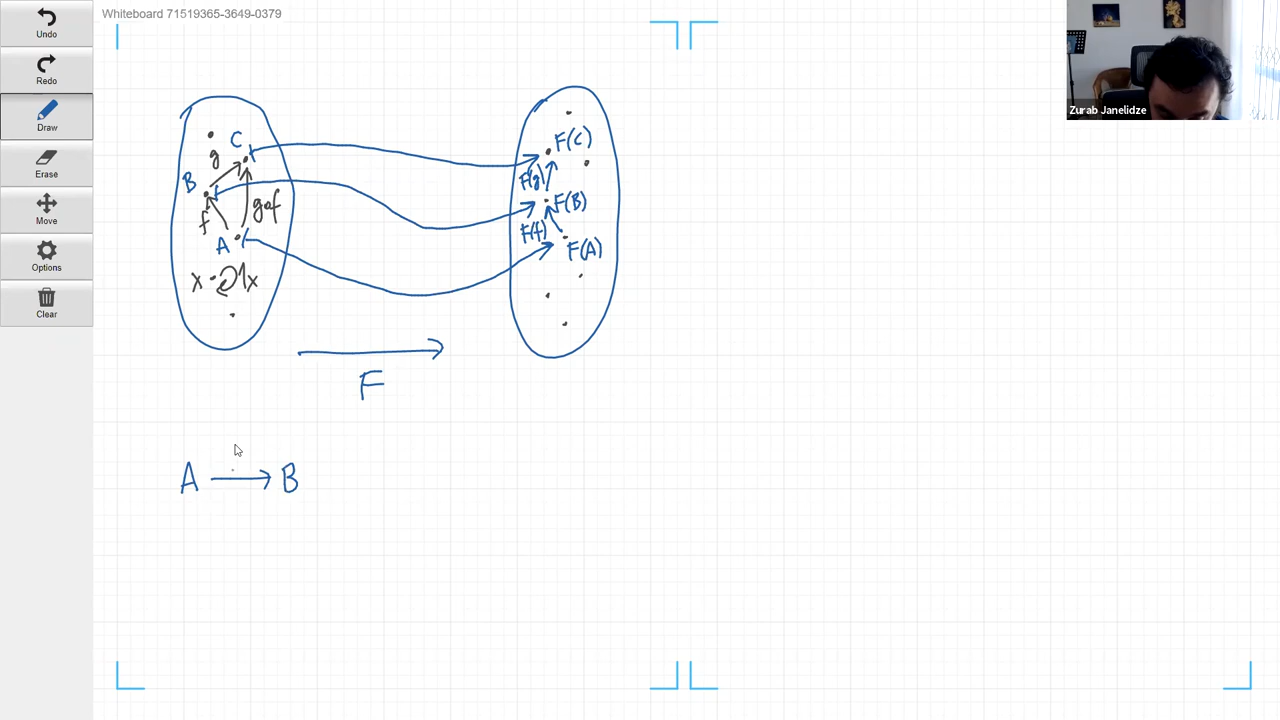 Whiteboard 71519365-3649-0379
Undo
Redo
Draw
Erase
Move
Options
Clear
Zurab Janelidze
C
g
B
f
g∘f
A
x
1x
F(C)
F(g)
F(B)
F(f)
F(A)
F
A → B